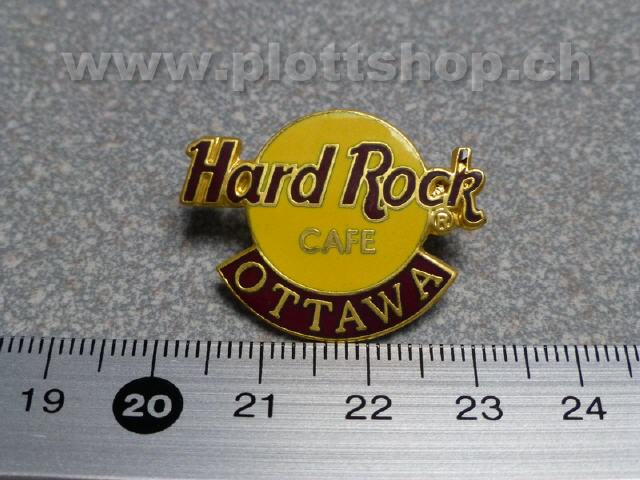 www.plottshop.ch
Hard Rock
®
CAFE
OTTAWA
19 20 21 22 23 24